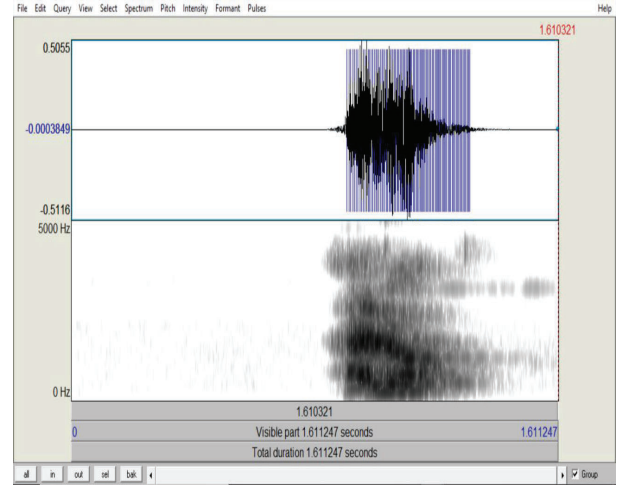 File Edit Query View Select Spectrum Pitch Intensity Formant Pulses Help
1.610321
0.5055
-0.0003849
-0.5116
5000 Hz
0 Hz
1.610321
0 Visible part 1.611247 seconds 1.611247
Total duration 1.611247 seconds
all in out sel bak Group